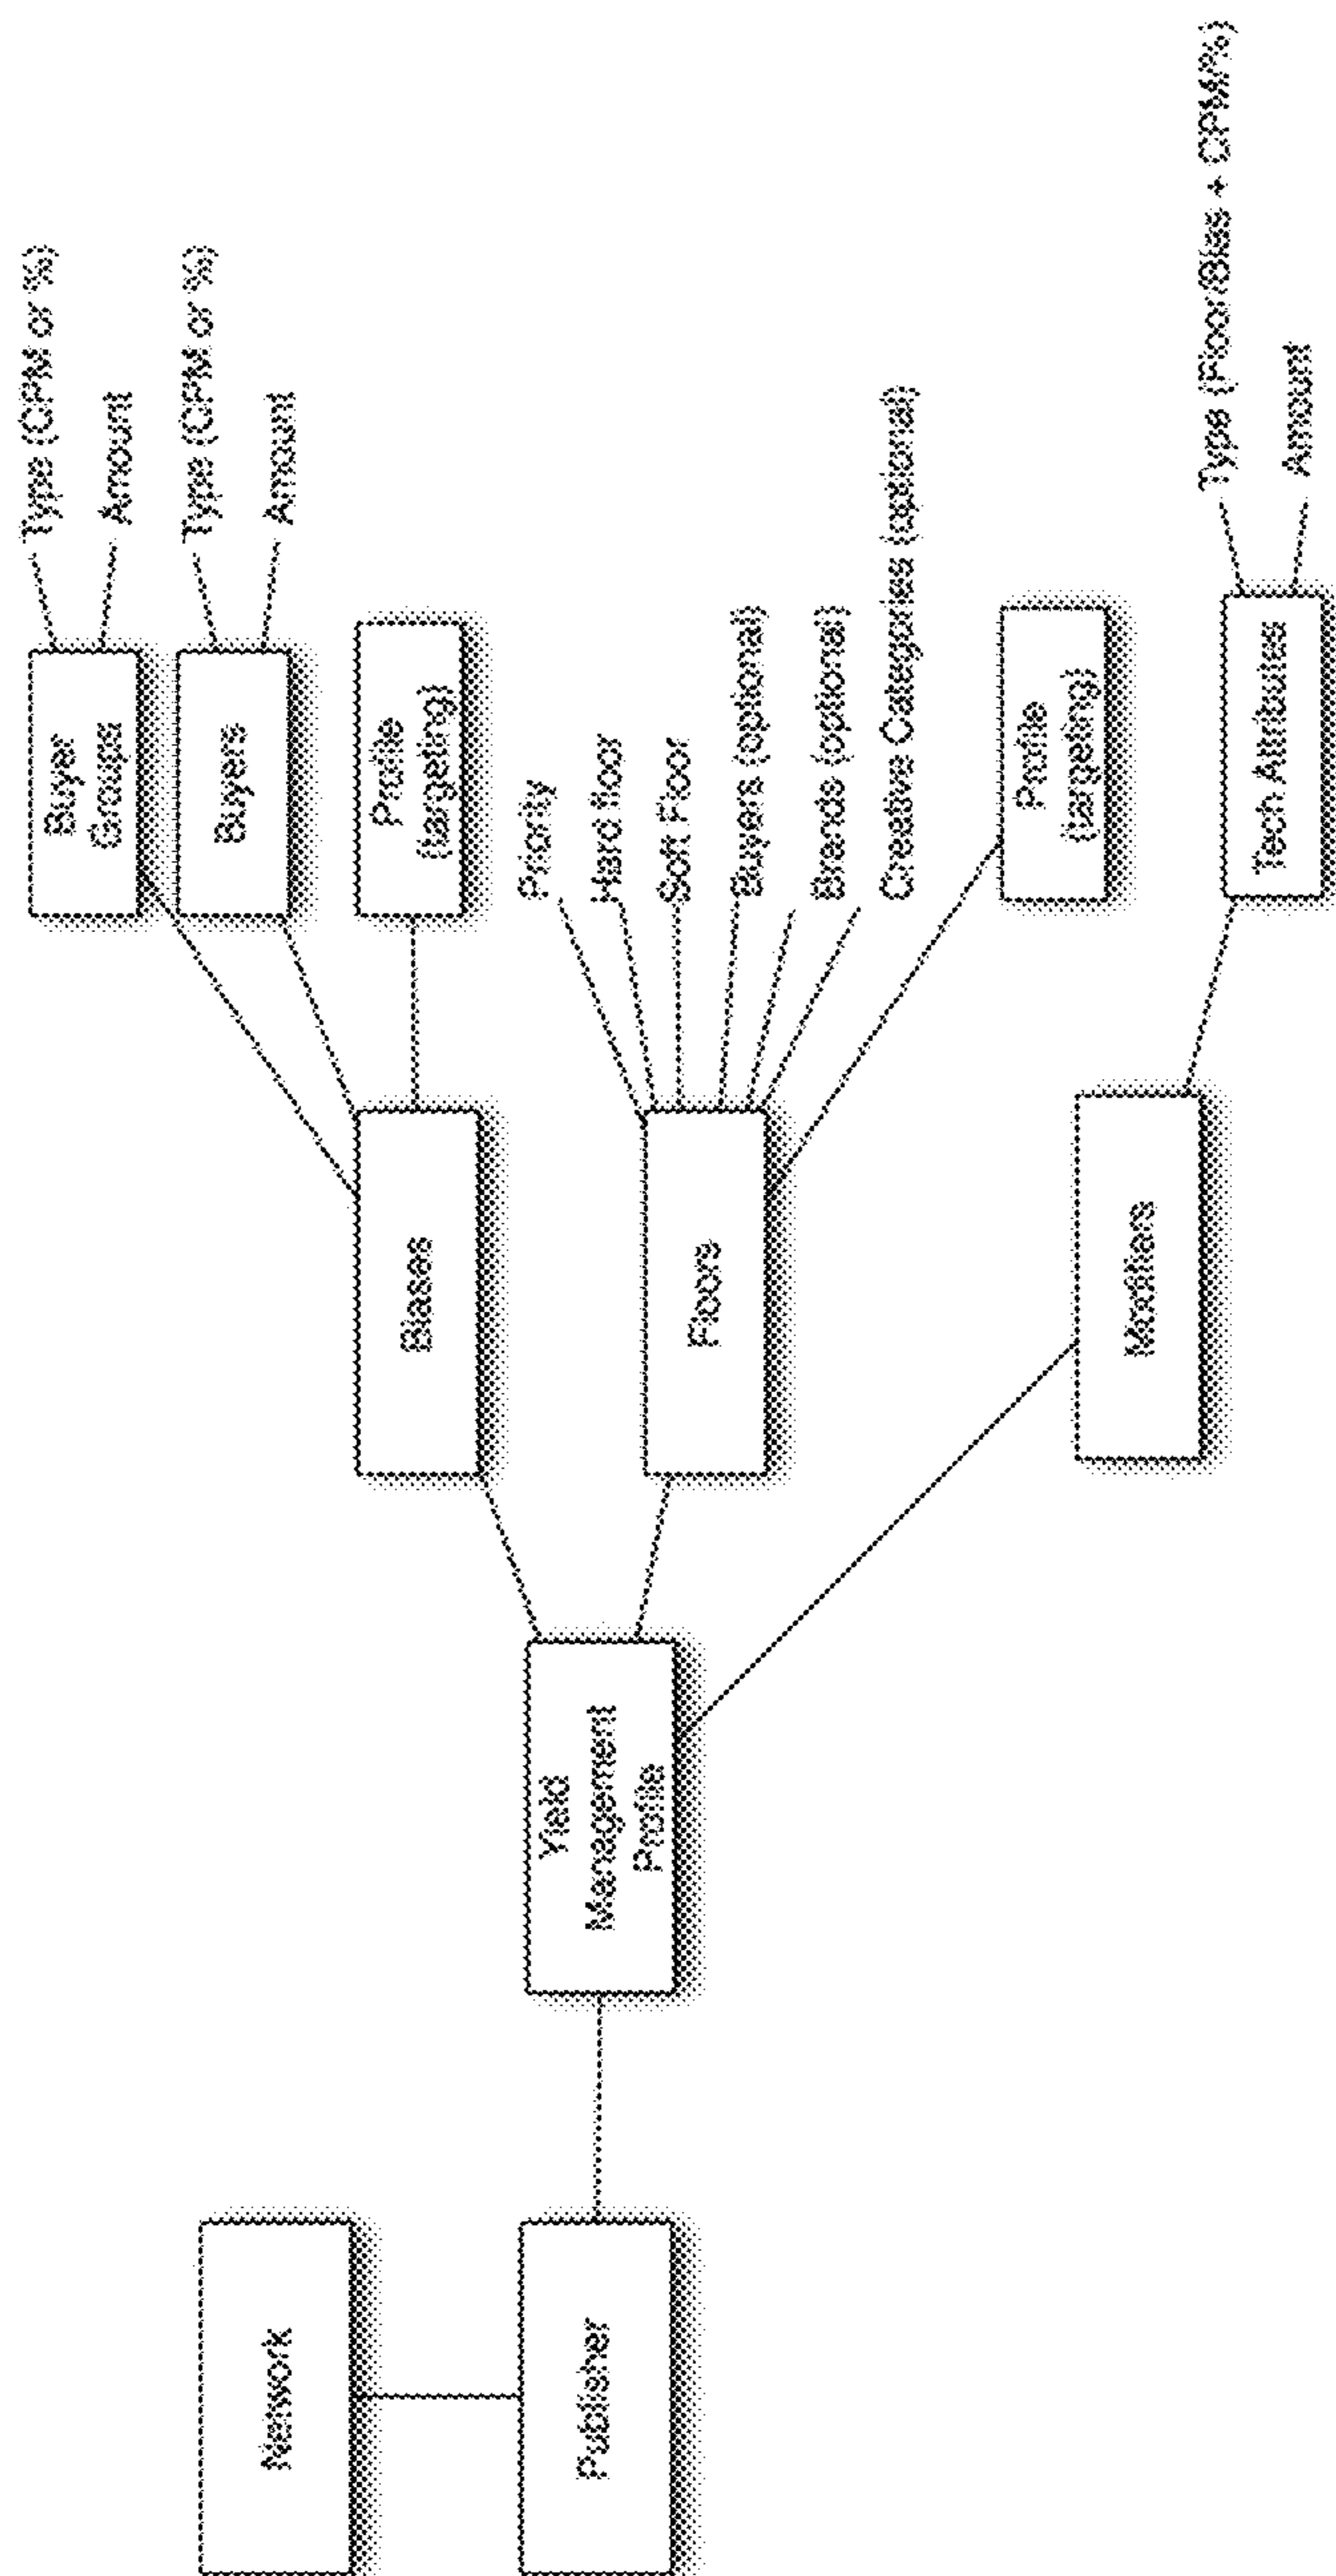 Network
Publisher
Yield
Management
Profile
Biases
Floors
Modifiers
Buyer
Groups
Type (CPM or %)
Amount
Buyers
Type (CPM or %)
Amount
Profile
(targeting)
Priority
Hard floor
Soft Floor
Buyers (optional)
Brands (optional)
Creative Categories (optional)
Profile
(targeting)
Tech Attributes
Type (Floor/Bias + CPM/%)
Amount